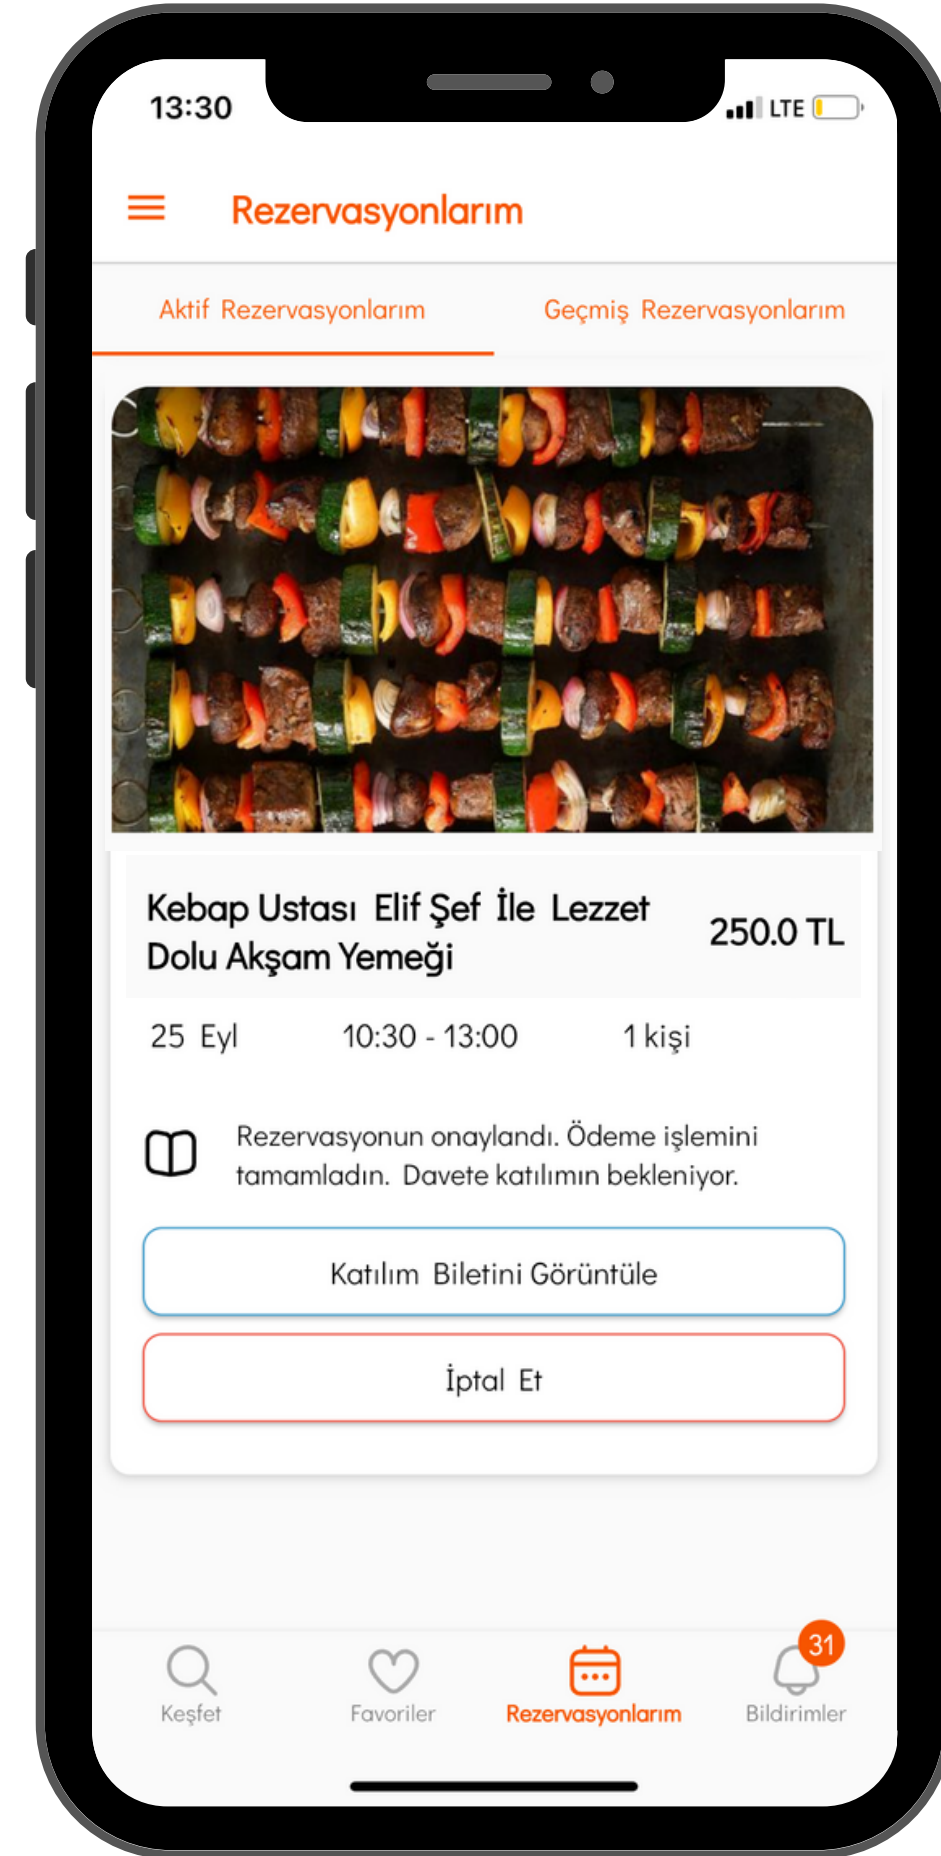 13:30
LTE
Rezervasyonlarım
Aktif Rezervasyonlarım
Geçmiş Rezervasyonlarım
Kebap Ustası Elif Şef İle Lezzet
Dolu Akşam Yemeği
250.0 TL
25 Eyl
10:30 - 13:00
1 kişi
Rezervasyonun onaylandı. Ödeme işlemini
tamamladın. Davete katılımın bekleniyor.
Katılım Biletini Görüntüle
İptal Et
31
Keşfet
Favoriler
Rezervasyonlarım
Bildirimler